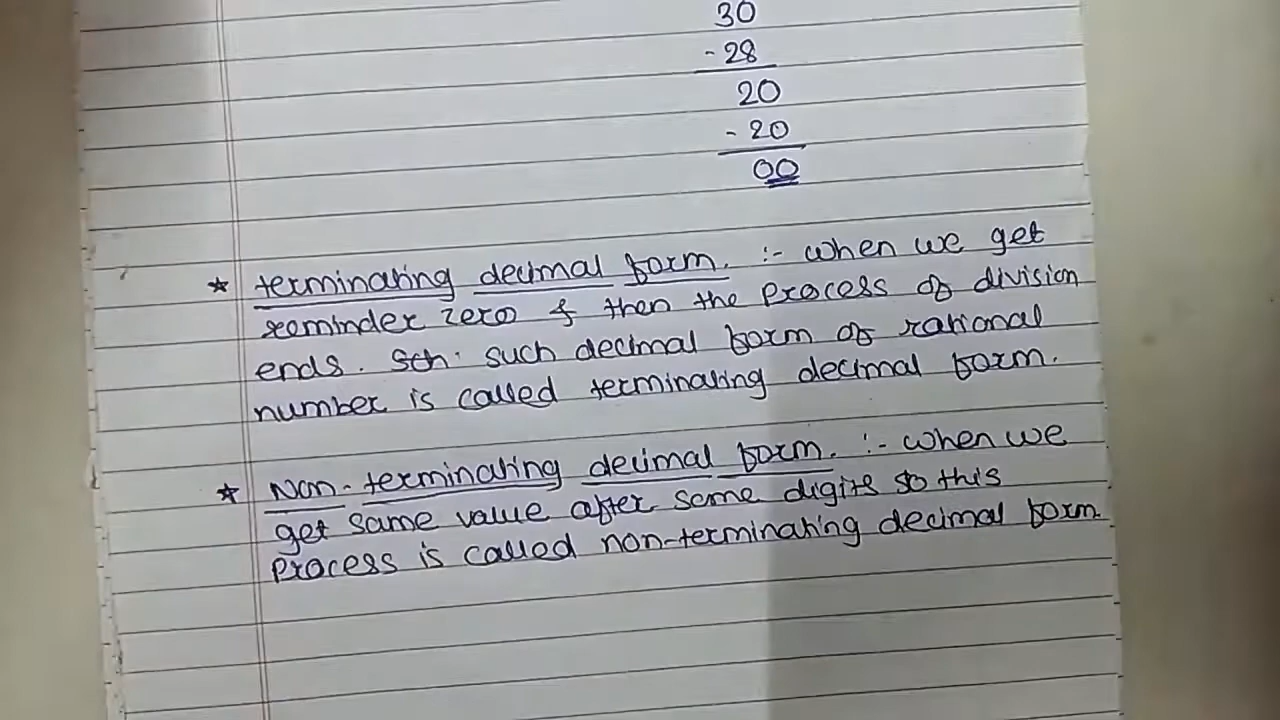 30
- 28
20
- 20
00
* terminating decimal form. :- when we get
reminder zero & then the process of division
ends. Sch. such decimal form of rational
number is called terminating decimal form.
* Non-terminating decimal form. :- when we
get same value after some digits so this
process is called non-terminating decimal form.